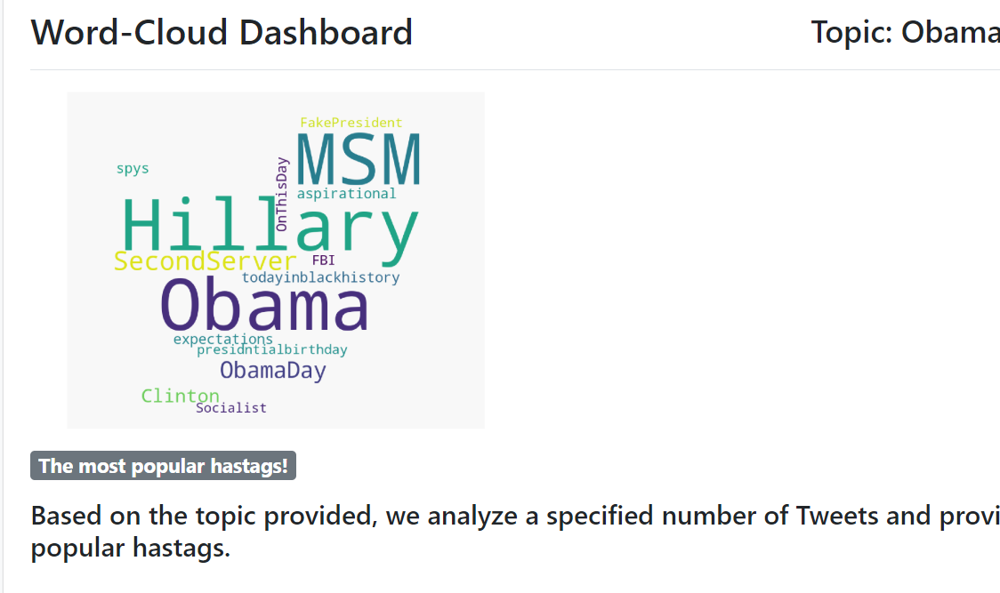 Word-Cloud Dashboard
Topic: Obama
FakePresident
MSM
spys
OnThisDay
aspirational
Hillary
SecondServer
FBI
todayinblackhistory
Obama
expectations
presidntialbirthday
ObamaDay
Clinton
Socialist
The most popular hastags!
Based on the topic provided, we analyze a specified number of Tweets and provi
popular hastags.